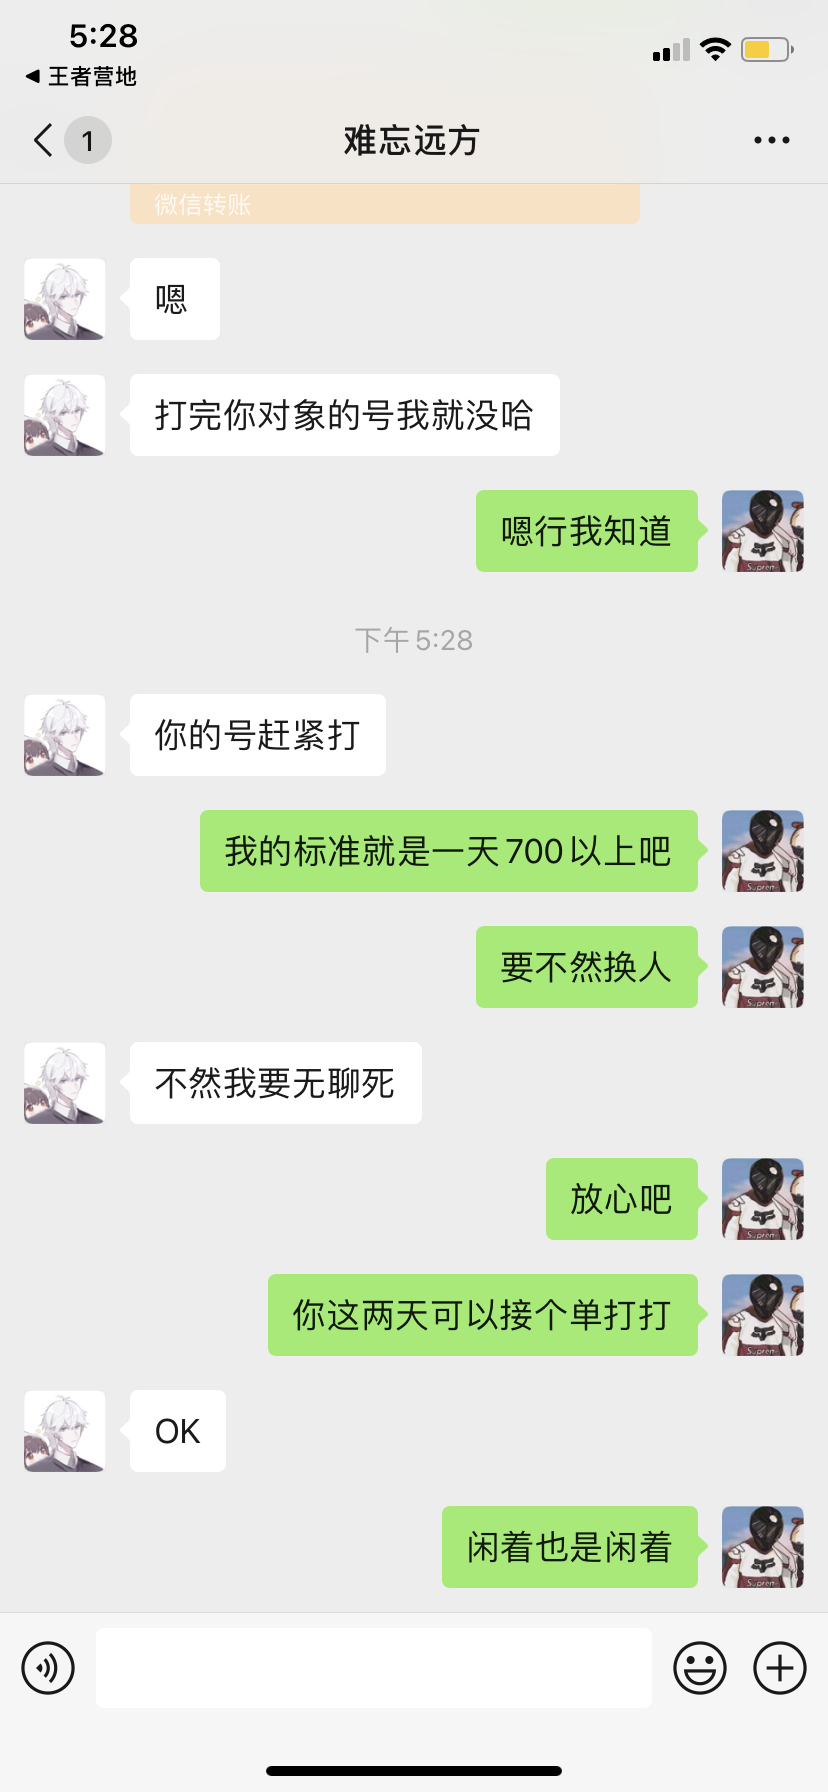 5:28
王者营地
1
难忘远方
微信转账
嗯
打完你对象的号我就没哈
嗯行我知道
下午 5:28
你的号赶紧打
我的标准就是一天700以上吧
要不然换人
不然我要无聊死
放心吧
你这两天可以接个单打打
OK
闲着也是闲着